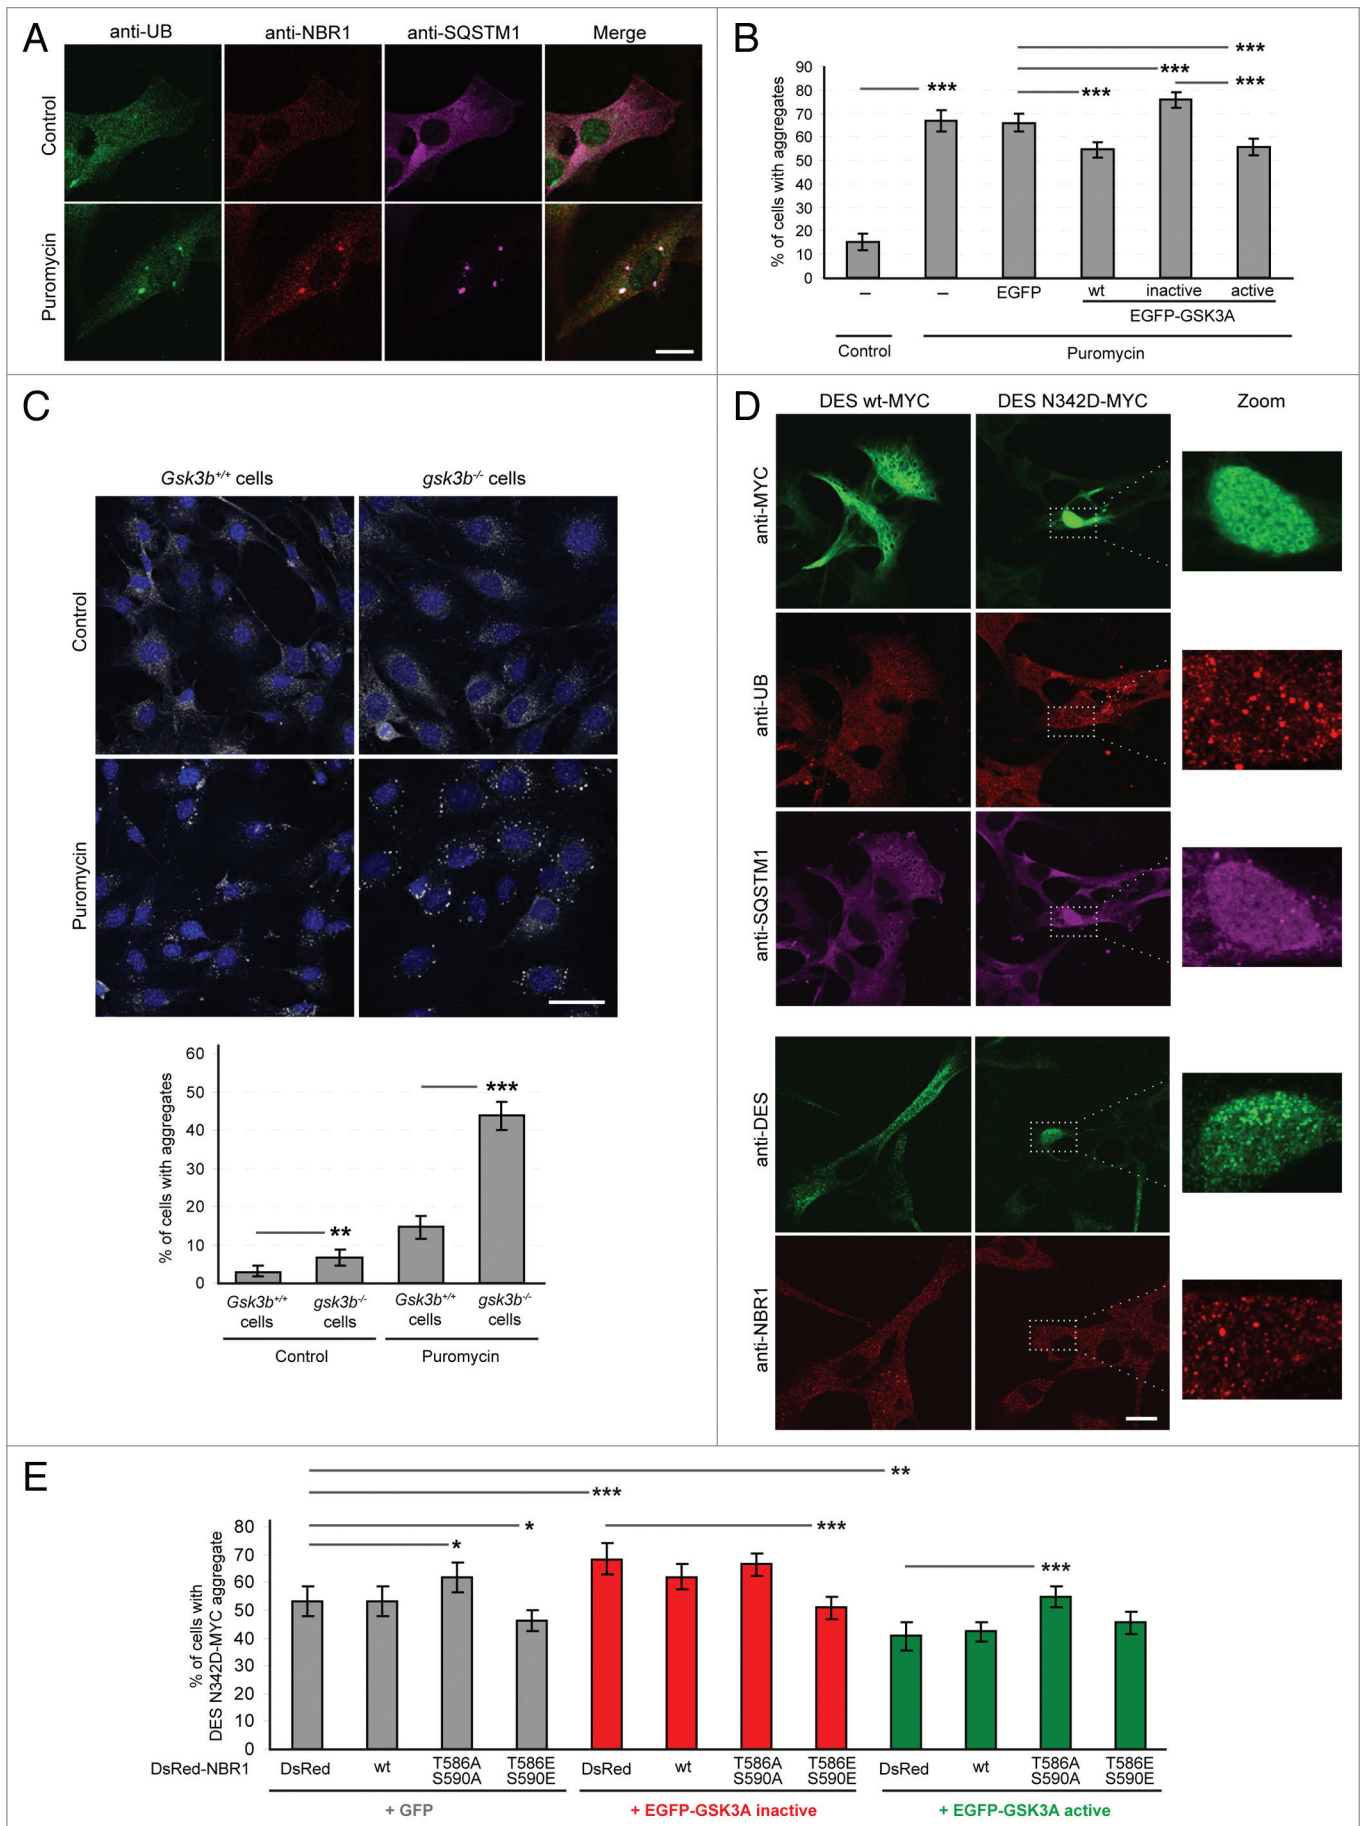 A
anti-UB anti-NBR1 anti-SQSTM1 Merge
Control
Puromycin
B
***
***
***
***
***
% of cells with aggregates
90
80
70
60
50
40
30
20
10
0
– – EGFP wt inactive active
EGFP-GSK3A
Control Puromycin
C
Gsk3b+/+ cells gsk3b-/- cells
Control
Puromycin
% of cells with aggregates
60
50
40
30
20
10
0
***
**
Gsk3b+/+ gsk3b-/- Gsk3b+/+ gsk3b-/-
cells cells cells cells
Control Puromycin
D
DES wt-MYC DES N342D-MYC Zoom
anti-MYC
anti-UB
anti-SQSTM1
anti-DES
anti-NBR1
E
**
***
* ***
* ***
% of cells with
DES N342D-MYC aggregate
80
70
60
50
40
30
20
10
0
DsRed-NBR1 DsRed wt T586A T586E DsRed wt T586A T586E DsRed wt T586A T586E
S590A S590E S590A S590E S590A S590E
+ GFP + EGFP-GSK3A inactive + EGFP-GSK3A active